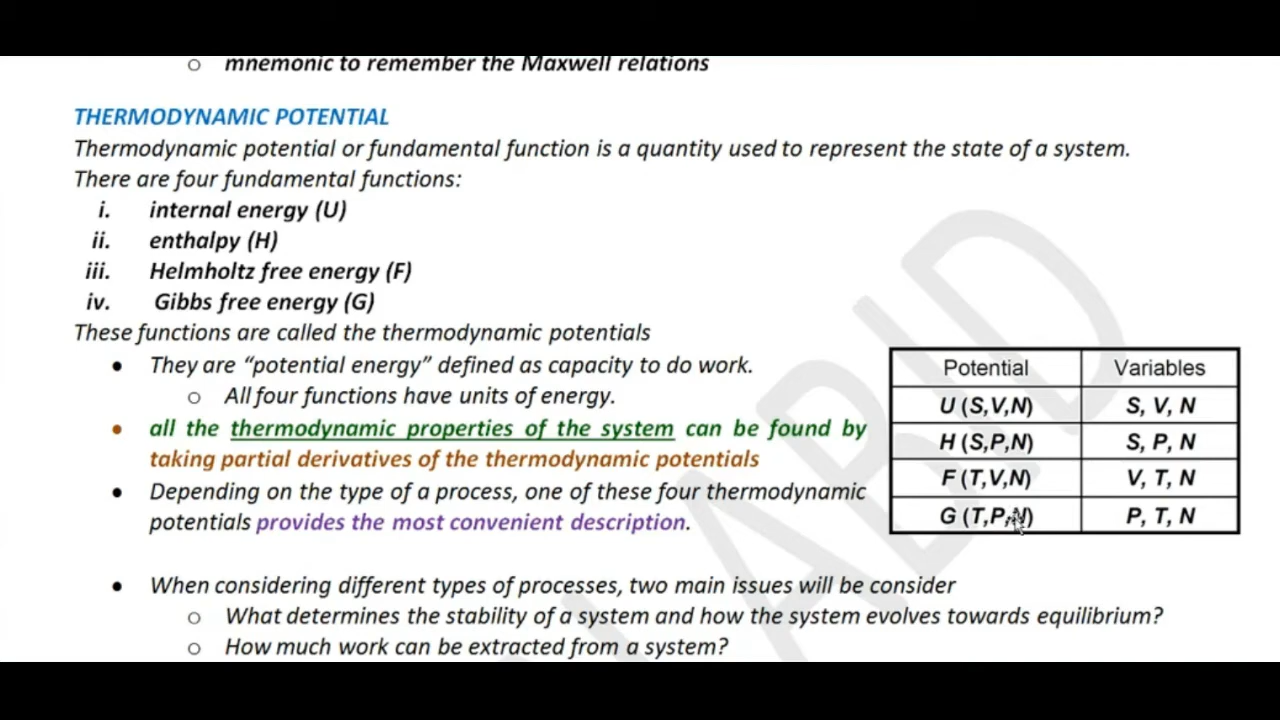 o mnemonic to remember the Maxwell relations
THERMODYNAMIC POTENTIAL
Thermodynamic potential or fundamental function is a quantity used to represent the state of a system.
There are four fundamental functions:
i. internal energy (U)
ii. enthalpy (H)
iii. Helmholtz free energy (F)
iv. Gibbs free energy (G)
These functions are called the thermodynamic potentials
• They are “potential energy” defined as capacity to do work.
o All four functions have units of energy.
• all the thermodynamic properties of the system can be found by
taking partial derivatives of the thermodynamic potentials
• Depending on the type of a process, one of these four thermodynamic
potentials provides the most convenient description.
Potential Variables
U (S,V,N) S, V, N
H (S,P,N) S, P, N
F (T,V,N) V, T, N
G (T,P,N) P, T, N
• When considering different types of processes, two main issues will be consider
o What determines the stability of a system and how the system evolves towards equilibrium?
o How much work can be extracted from a system?
ABID